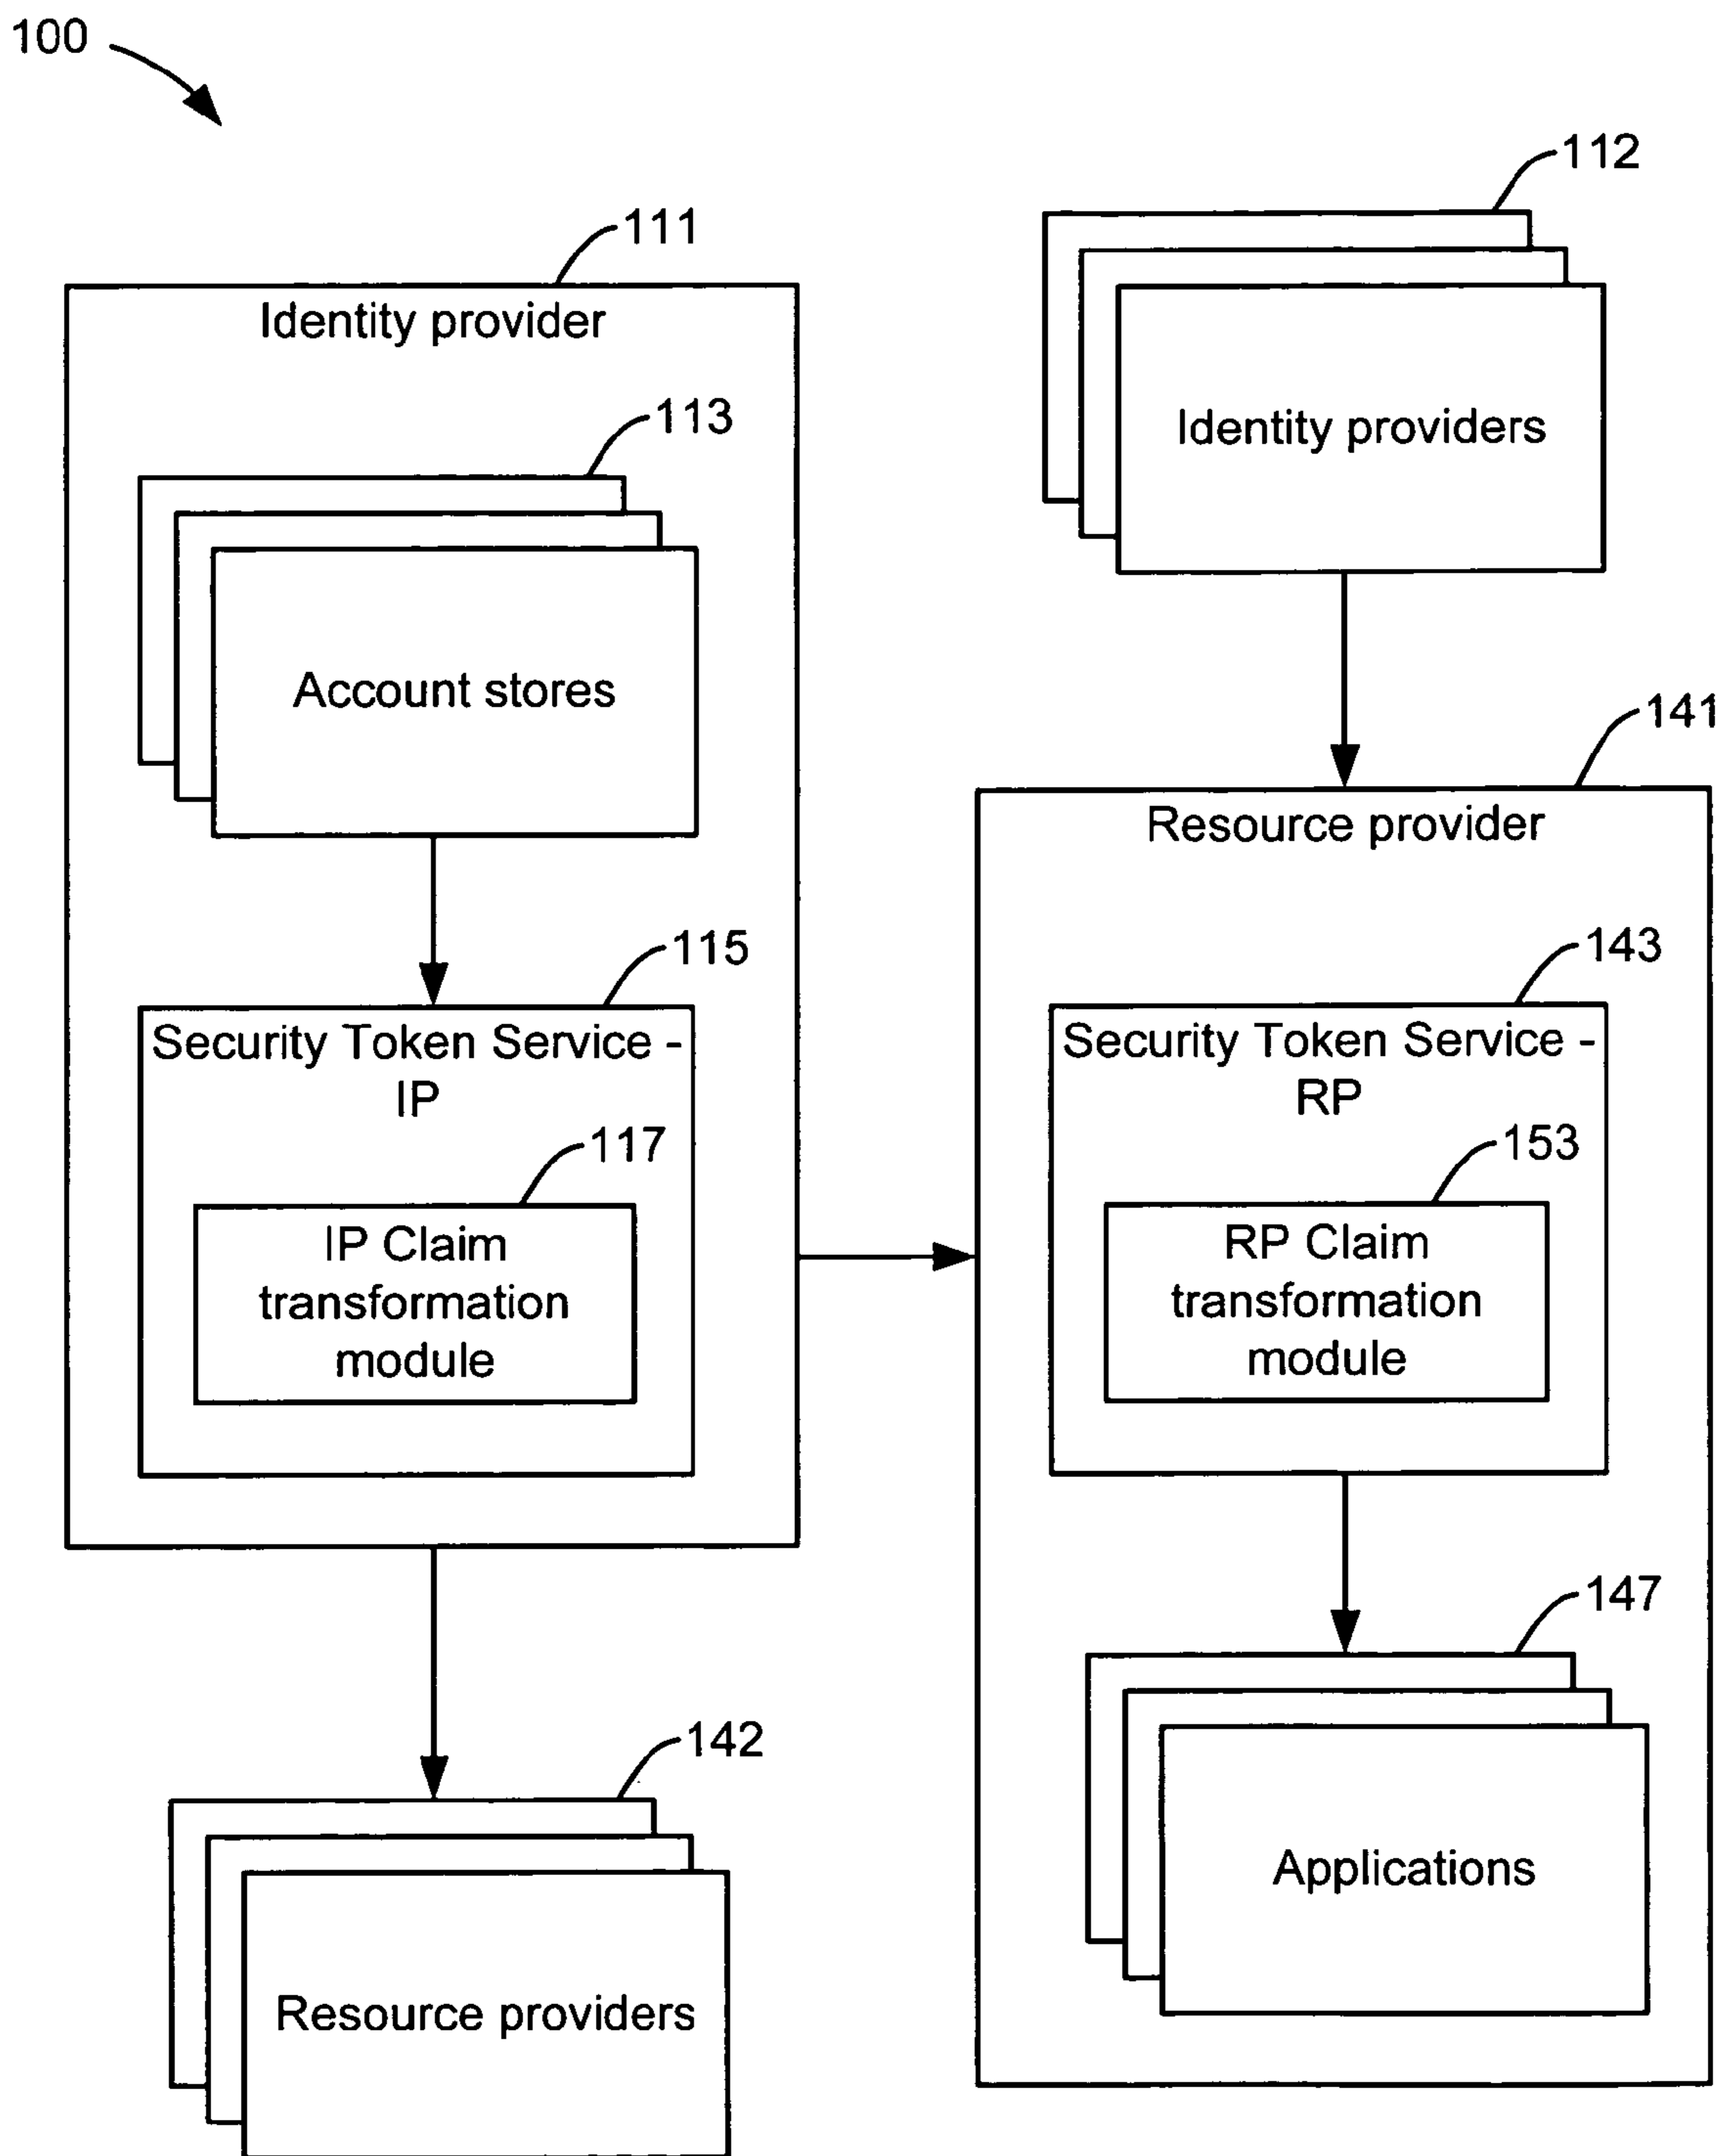 100
112
111
Identity provider
Identity providers
113
Account stores
141
Resource provider
115
Security Token Service -
IP
143
Security Token Service -
RP
117
IP Claim
transformation
module
153
RP Claim
transformation
module
147
Applications
142
Resource providers